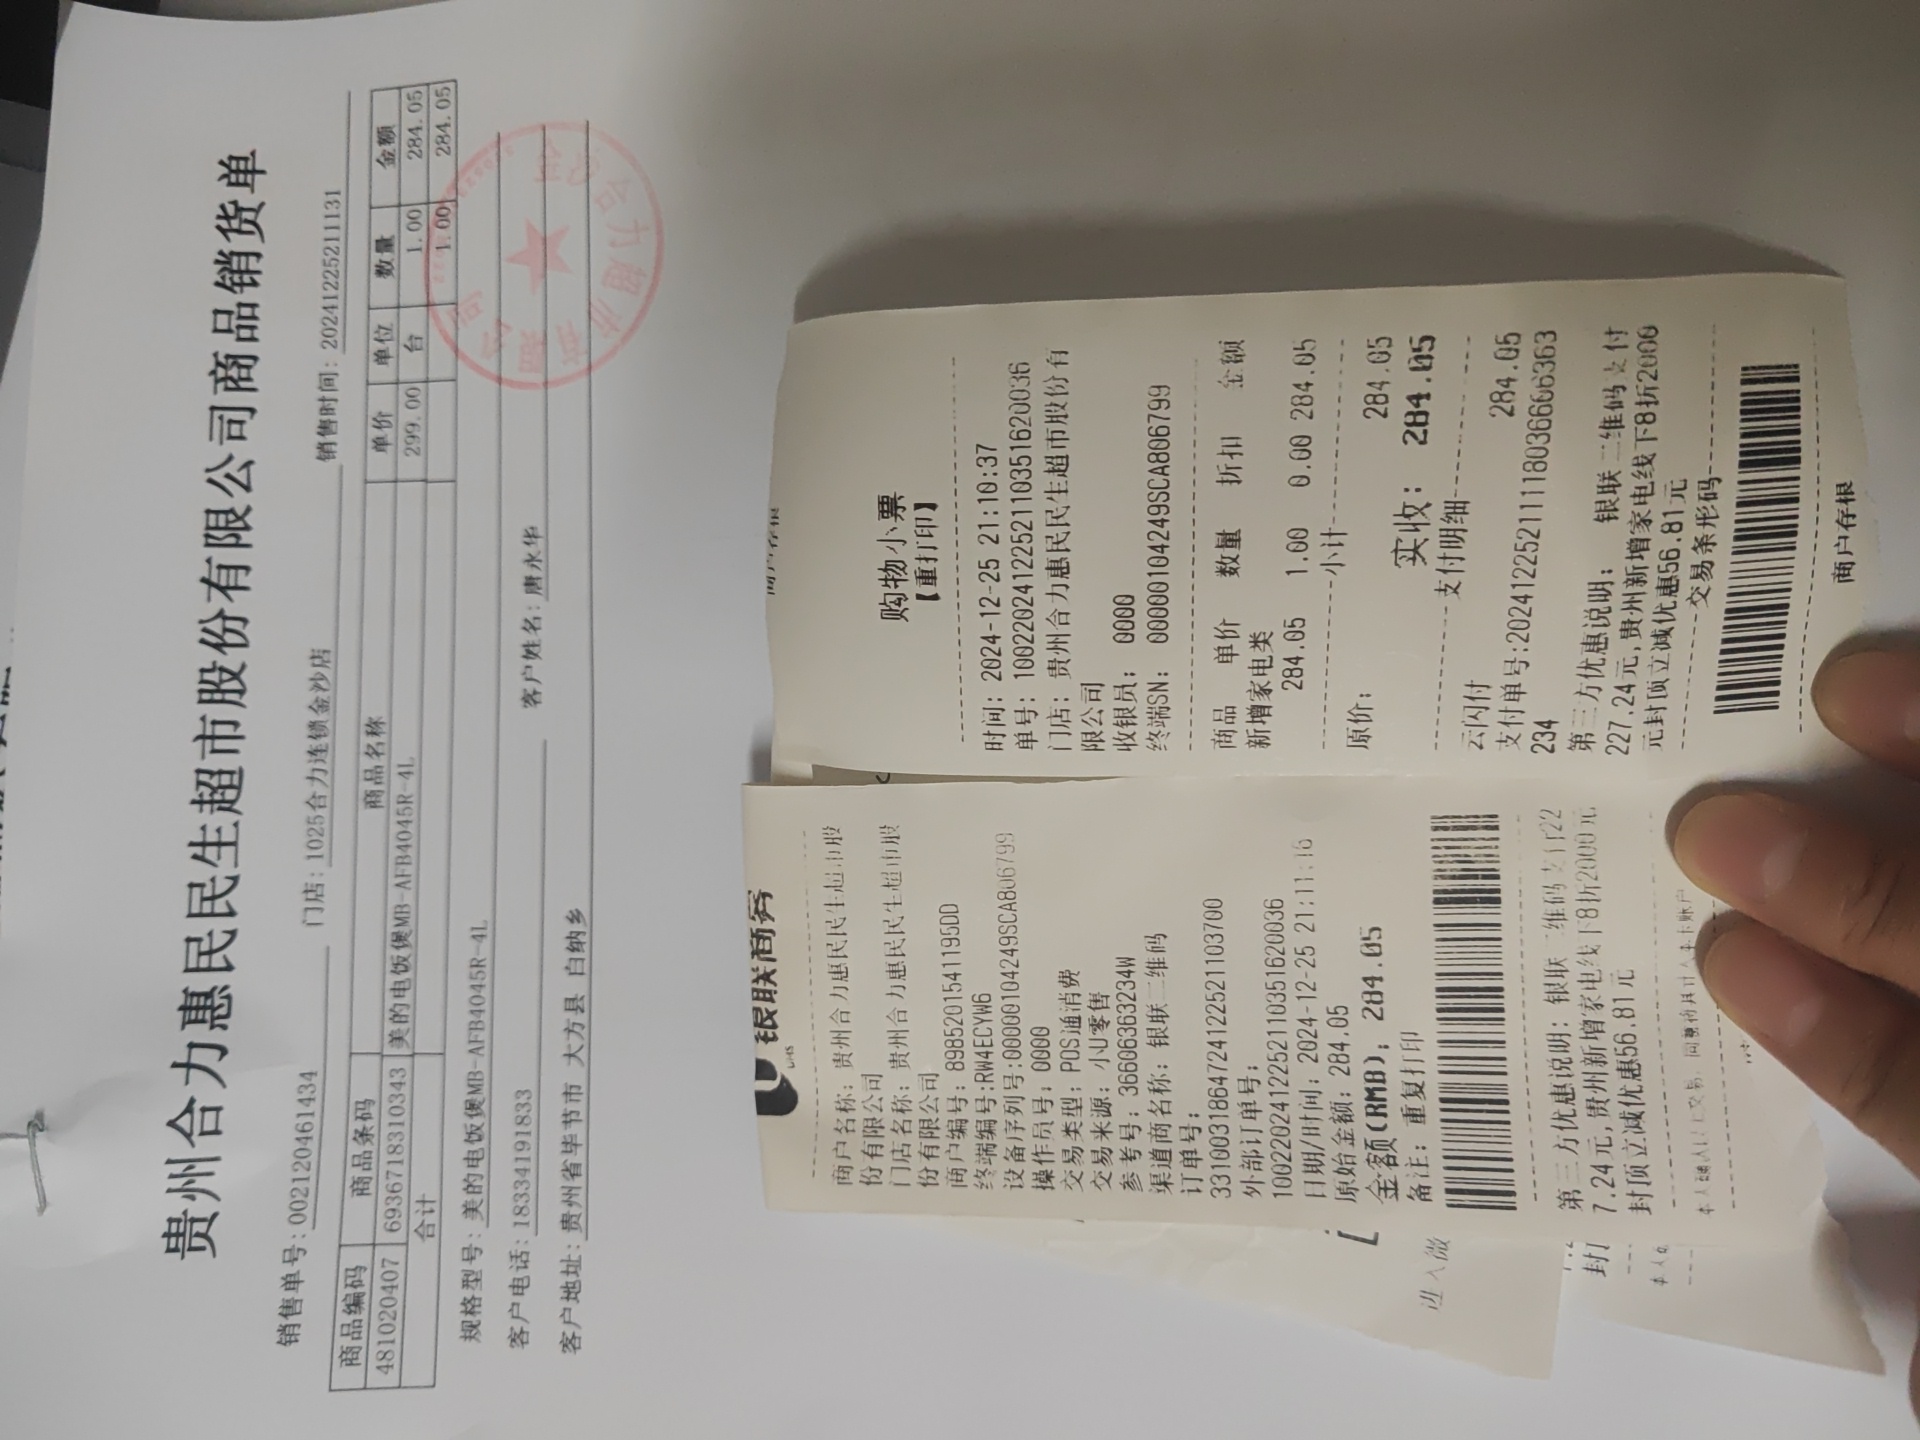 贵州合力惠民民生超市股份有限公司商品销货单
销售单号: 002120461434 门店: 1025合力连锁金沙店 销售时间: 20241225211131
商品编码 商品条码 商品名称 单价 单位 数量 金额
481020407 6936718310343 美的电饭煲MB-AFB4045R-4L 299.00 台 1.00 284.05
合计 1.00 284.05
规格型号: 美的电饭煲MB-AFB4045R-4L
客户电话: 18334191833 客户姓名: 唐永华
客户地址: 贵州省毕节市 大方县 白纳乡
银联商务
商户名称: 贵州合力惠民民生超市股
份有限公司
门店名称: 贵州合力惠民民生超市股
份有限公司
商户编号: 89852015411195DD
终端编号:RW4ECYW6
设备序列号:00000104249SCA806799
操作员号: 0000
交易类型: POS通消费
交易来源: 小U零售
参考号: 36606363234W
渠道商名称: 银联二维码
订单号:
3310031864724122521103700
外部订单号:
10022024122521103516200​36
日期/时间: 2024-12-25 21:11:16
原始金额: 284.05
金额(RMB): 284.05
备注: 重复打印
第三方优惠说明: 银联二维码支付22
7.24元,贵州新增家电线下8折2000元
封顶立减优惠56.81元
购物小票
【重打印】
时间: 2024-12-25 21:10:37
单号: 1002202412252110351620036
门店: 贵州合力惠民民生超市股份有
限公司
收银员: 0000
终端SN: 00000104249SCA806799
商品 单价 数量 折扣 金额
新增家电类
284.05 1.00 0.00 284.05
小计
原价: 284.05
实收: 284.05
支付明细
云闪付 284.05
支付单号:20241225211118036606363
234
第三方优惠说明: 银联二维码支付
227.24元,贵州新增家电线下8折2000
元封顶立减优惠56.81元
交易条形码
商户存根